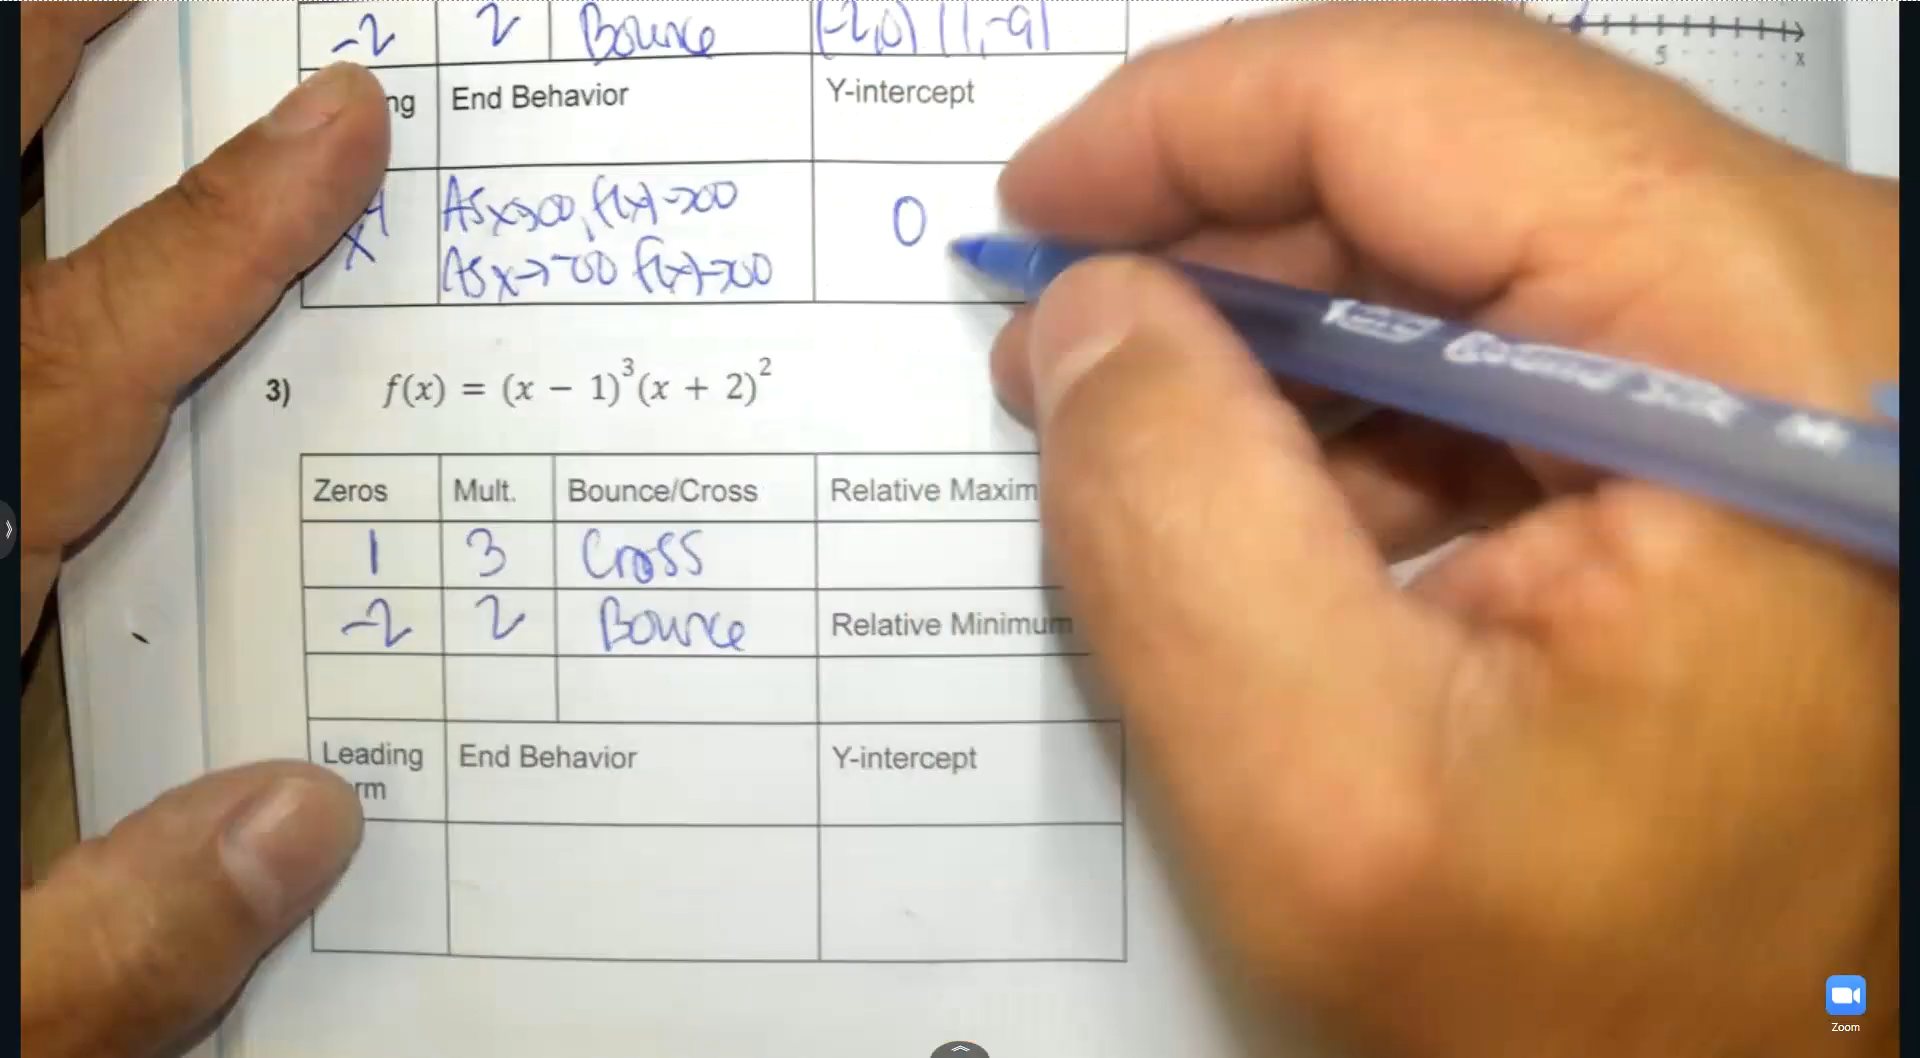 -2 2 Bounce (-2,0) (1,-9)
ng End Behavior Y-intercept
x⁴ As x→∞, f(x)→∞ 0
As x→-∞ f(x)→∞
5 x
3) f(x) = (x − 1)³(x + 2)²
Zeros Mult. Bounce/Cross Relative Maxim
1 3 Cross
-2 2 Bounce Relative Minimum
Leading End Behavior Y-intercept
rm
Zoom